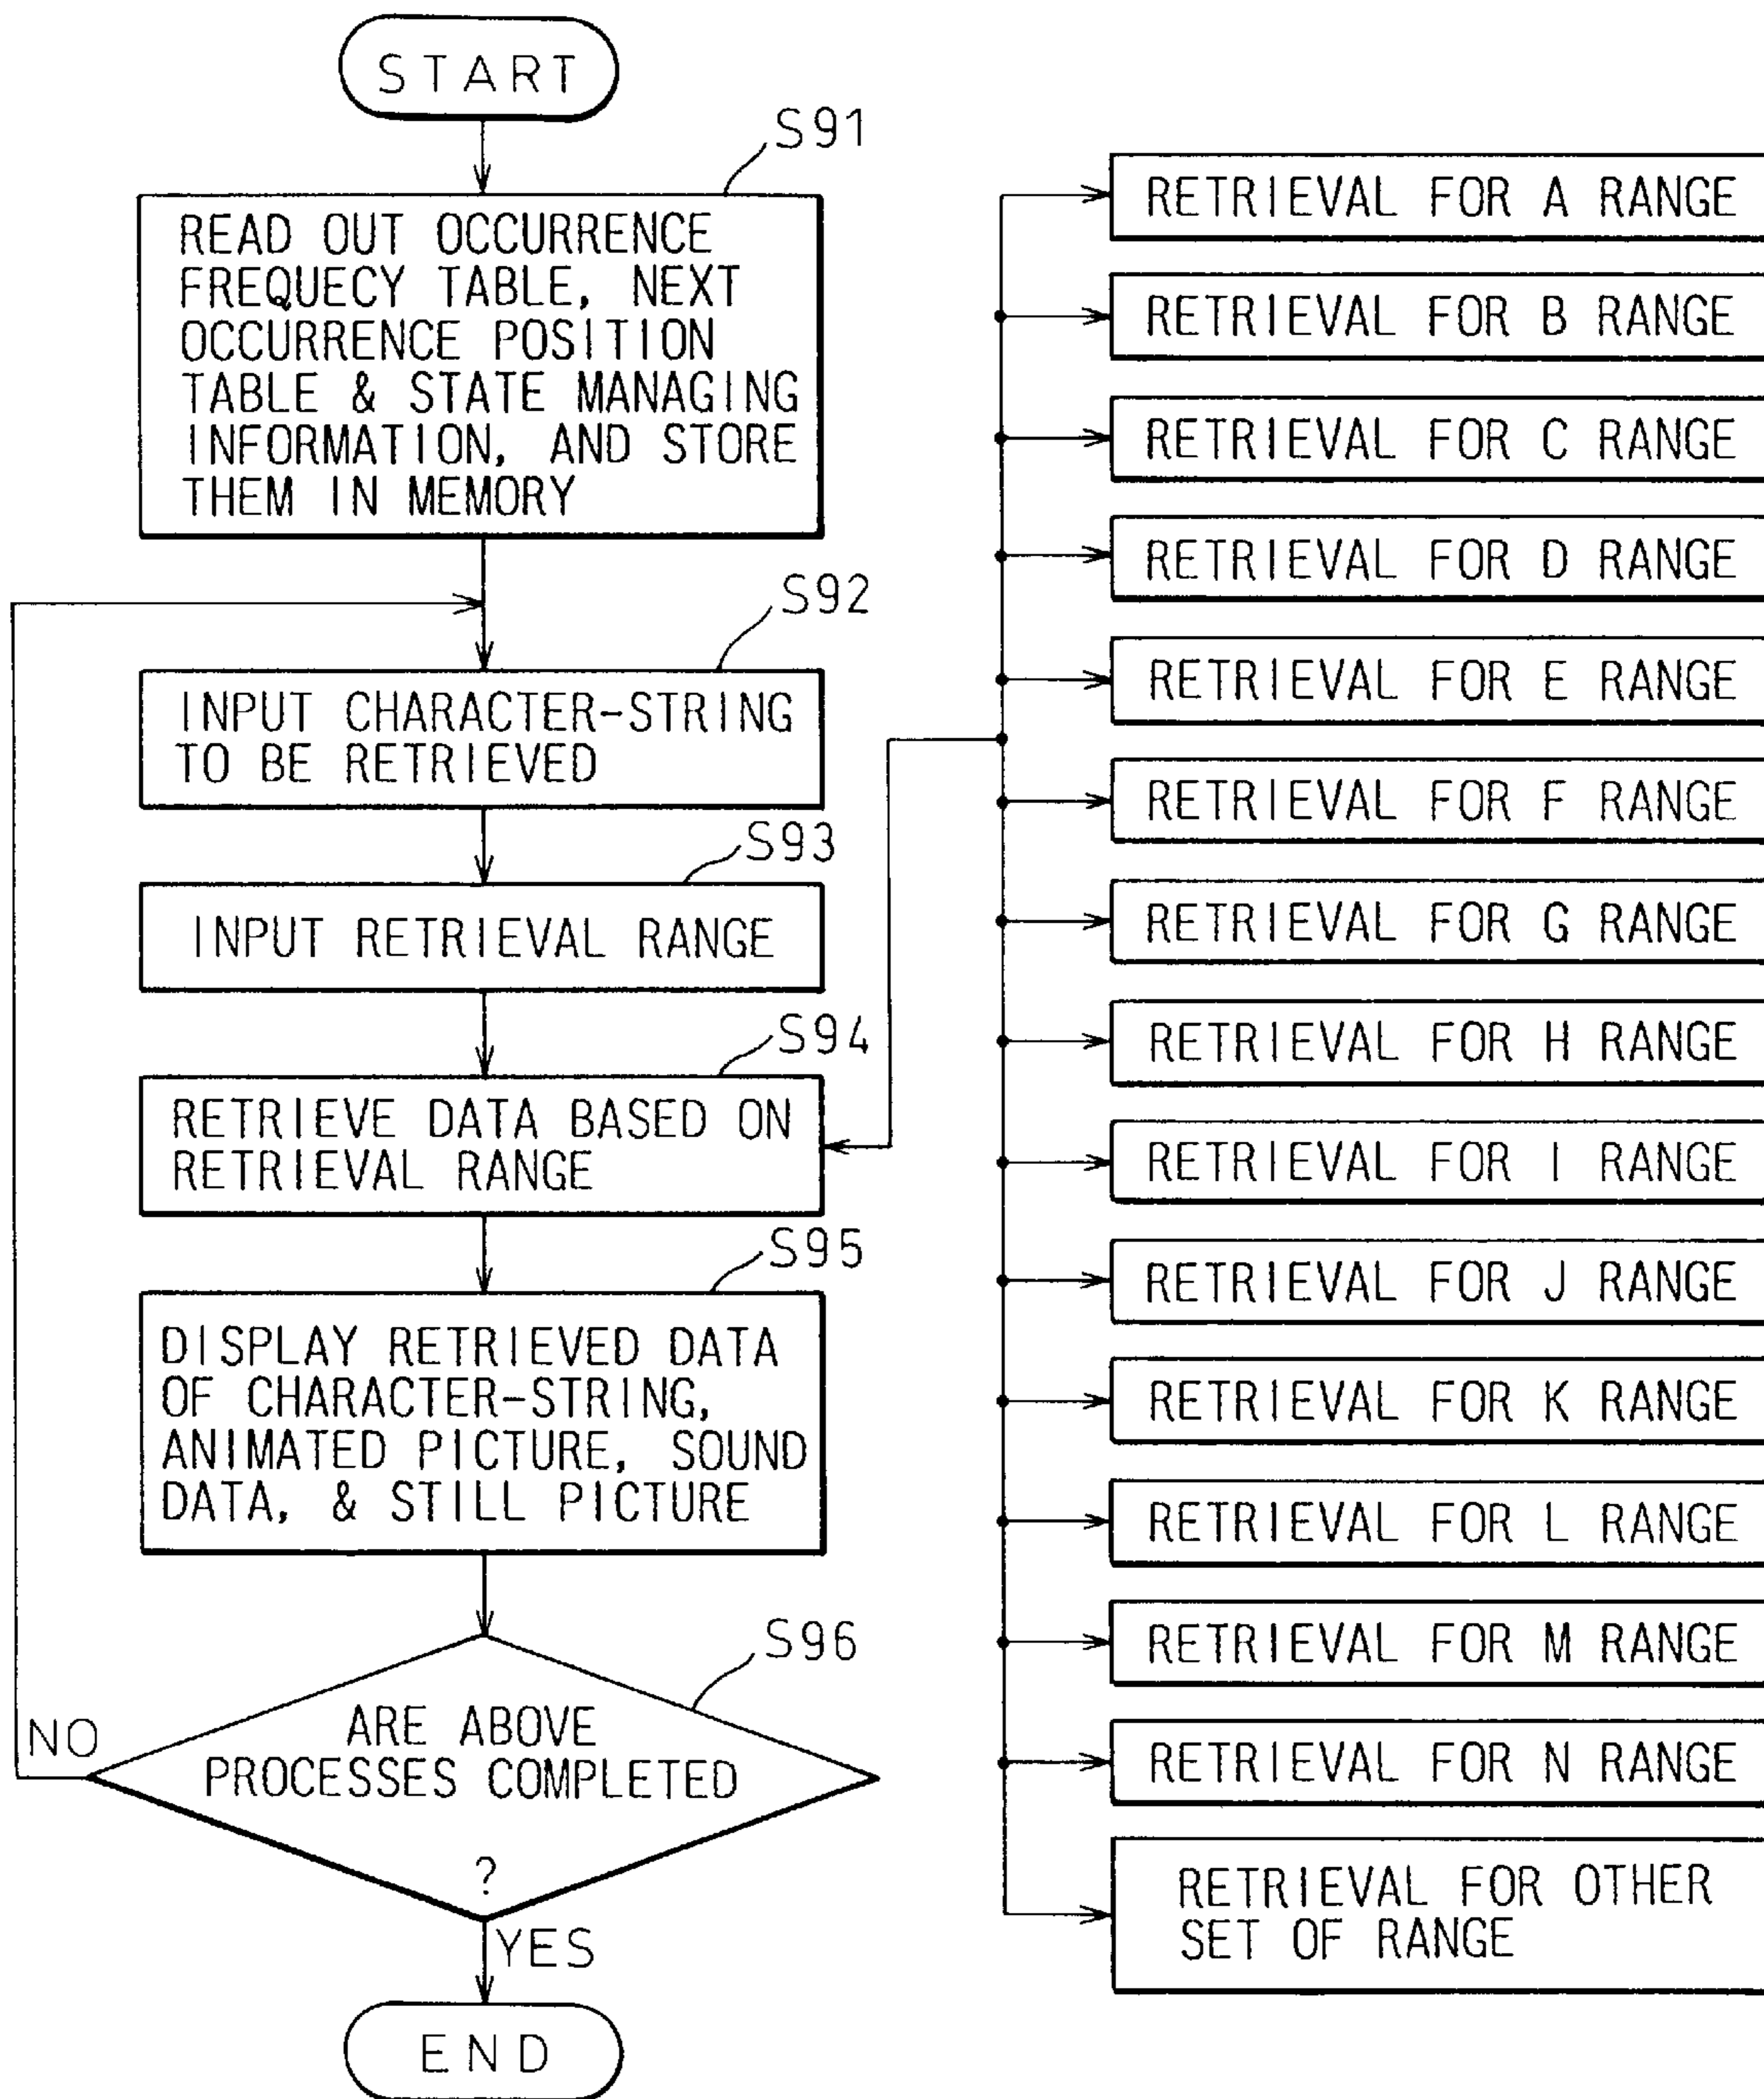 START
S91
READ OUT OCCURRENCE
FREQUECY TABLE, NEXT
OCCURRENCE POSITION
TABLE & STATE MANAGING
INFORMATION, AND STORE
THEM IN MEMORY
S92
INPUT CHARACTER-STRING
TO BE RETRIEVED
S93
INPUT RETRIEVAL RANGE
S94
RETRIEVE DATA BASED ON
RETRIEVAL RANGE
S95
DISPLAY RETRIEVED DATA
OF CHARACTER-STRING,
ANIMATED PICTURE, SOUND
DATA, & STILL PICTURE
S96
ARE ABOVE
PROCESSES COMPLETED
?
NO
YES
END
RETRIEVAL FOR A RANGE
RETRIEVAL FOR B RANGE
RETRIEVAL FOR C RANGE
RETRIEVAL FOR D RANGE
RETRIEVAL FOR E RANGE
RETRIEVAL FOR F RANGE
RETRIEVAL FOR G RANGE
RETRIEVAL FOR H RANGE
RETRIEVAL FOR I RANGE
RETRIEVAL FOR J RANGE
RETRIEVAL FOR K RANGE
RETRIEVAL FOR L RANGE
RETRIEVAL FOR M RANGE
RETRIEVAL FOR N RANGE
RETRIEVAL FOR OTHER
SET OF RANGE